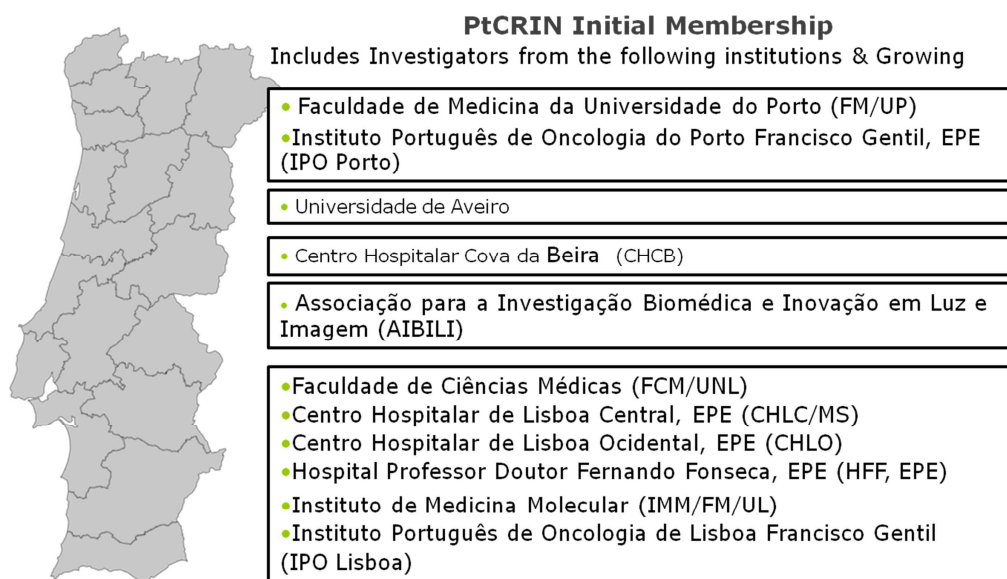 PtCRIN Initial Membership
Includes Investigators from the following institutions & Growing
• Faculdade de Medicina da Universidade do Porto (FM/UP)
•Instituto Português de Oncologia do Porto Francisco Gentil, EPE
(IPO Porto)
• Universidade de Aveiro
• Centro Hospitalar Cova da Beira (CHCB)
• Associação para a Investigação Biomédica e Inovação em Luz e
Imagem (AIBILI)
•Faculdade de Ciências Médicas (FCM/UNL)
•Centro Hospitalar de Lisboa Central, EPE (CHLC/MS)
•Centro Hospitalar de Lisboa Ocidental, EPE (CHLO)
•Hospital Professor Doutor Fernando Fonseca, EPE (HFF, EPE)
•Instituto de Medicina Molecular (IMM/FM/UL)
•Instituto Português de Oncologia de Lisboa Francisco Gentil
(IPO Lisboa)